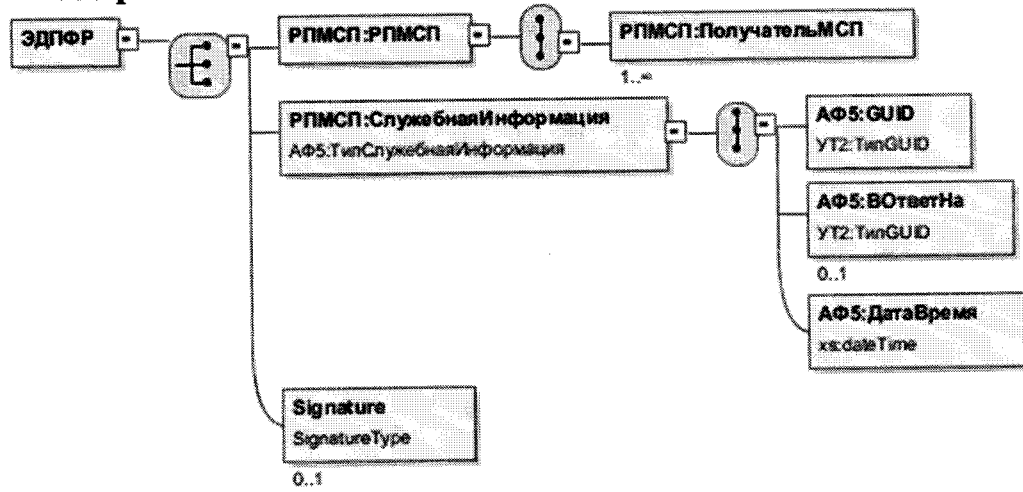 ЭДПФР
РПМСП:РПМСП
РПМСП:ПолучательМСП
1..∞
РПМСП:СлужебнаяИнформация
АФ5:ТипСлужебнаяИнформация
АФ5:GUID
УТ2:ТипGUID
АФ5:ВОтветНа
УТ2:ТипGUID
0..1
АФ5:ДатаВремя
xs:dateTime
Signature
SignatureType
0..1